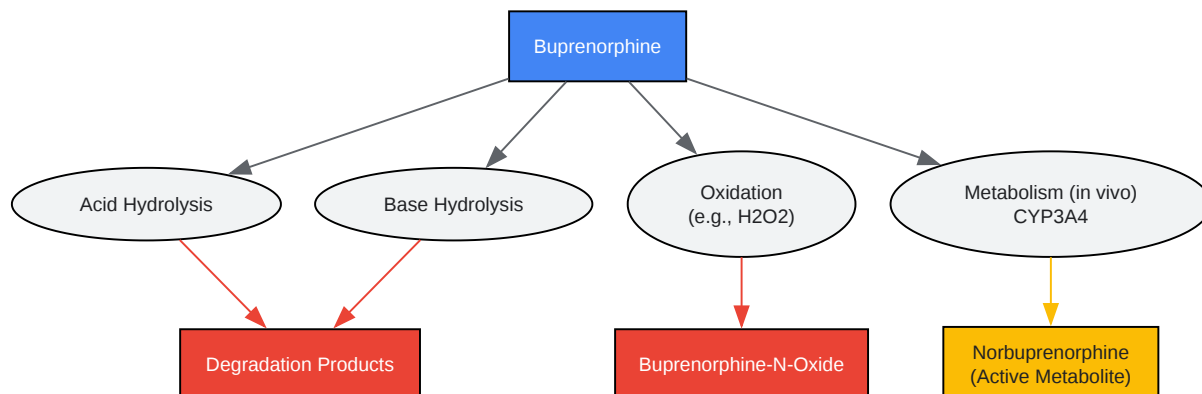 Buprenorphine
Acid Hydrolysis
Base Hydrolysis
Oxidation
(e.g., H2O2)
Metabolism (in vivo)
CYP3A4
Degradation Products
Buprenorphine-N-Oxide
Norbuprenorphine
(Active Metabolite)